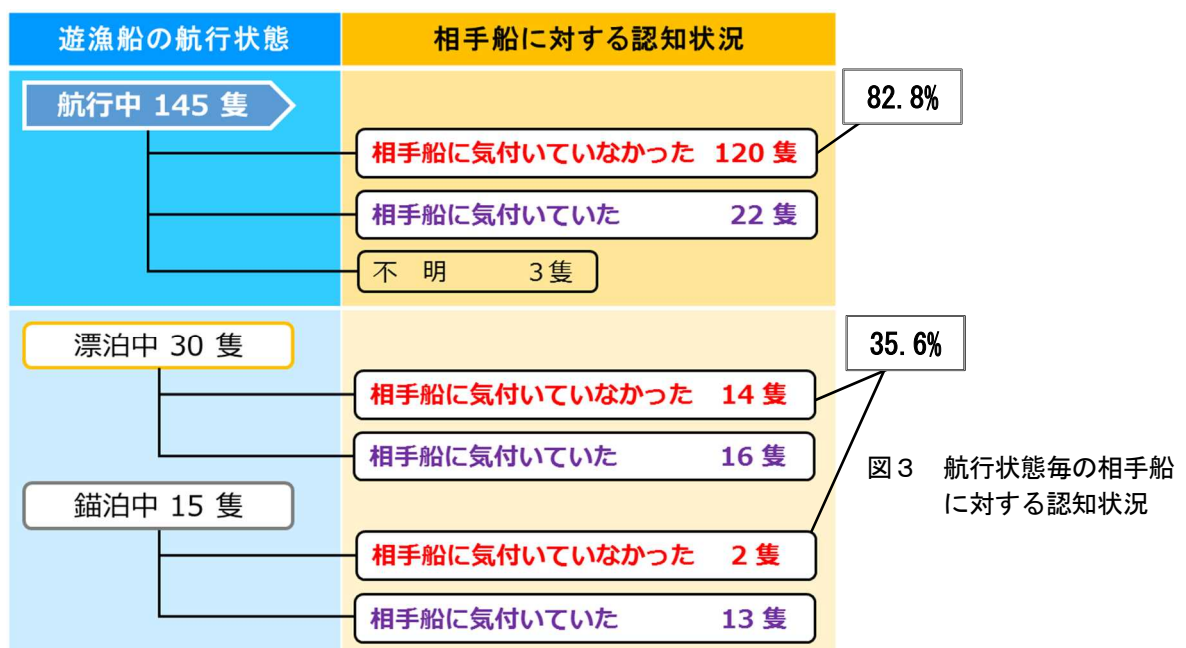 遊漁船の航行状態
相手船に対する認知状況
航行中 145 隻
82.8%
相手船に気付いていなかった 120 隻
相手船に気付いていた 22 隻
不 明 3隻
漂泊中 30 隻
35.6%
相手船に気付いていなかった 14 隻
相手船に気付いていた 16 隻
錨泊中 15 隻
相手船に気付いていなかった 2 隻
相手船に気付いていた 13 隻
図3 航行状態毎の相手船
に対する認知状況